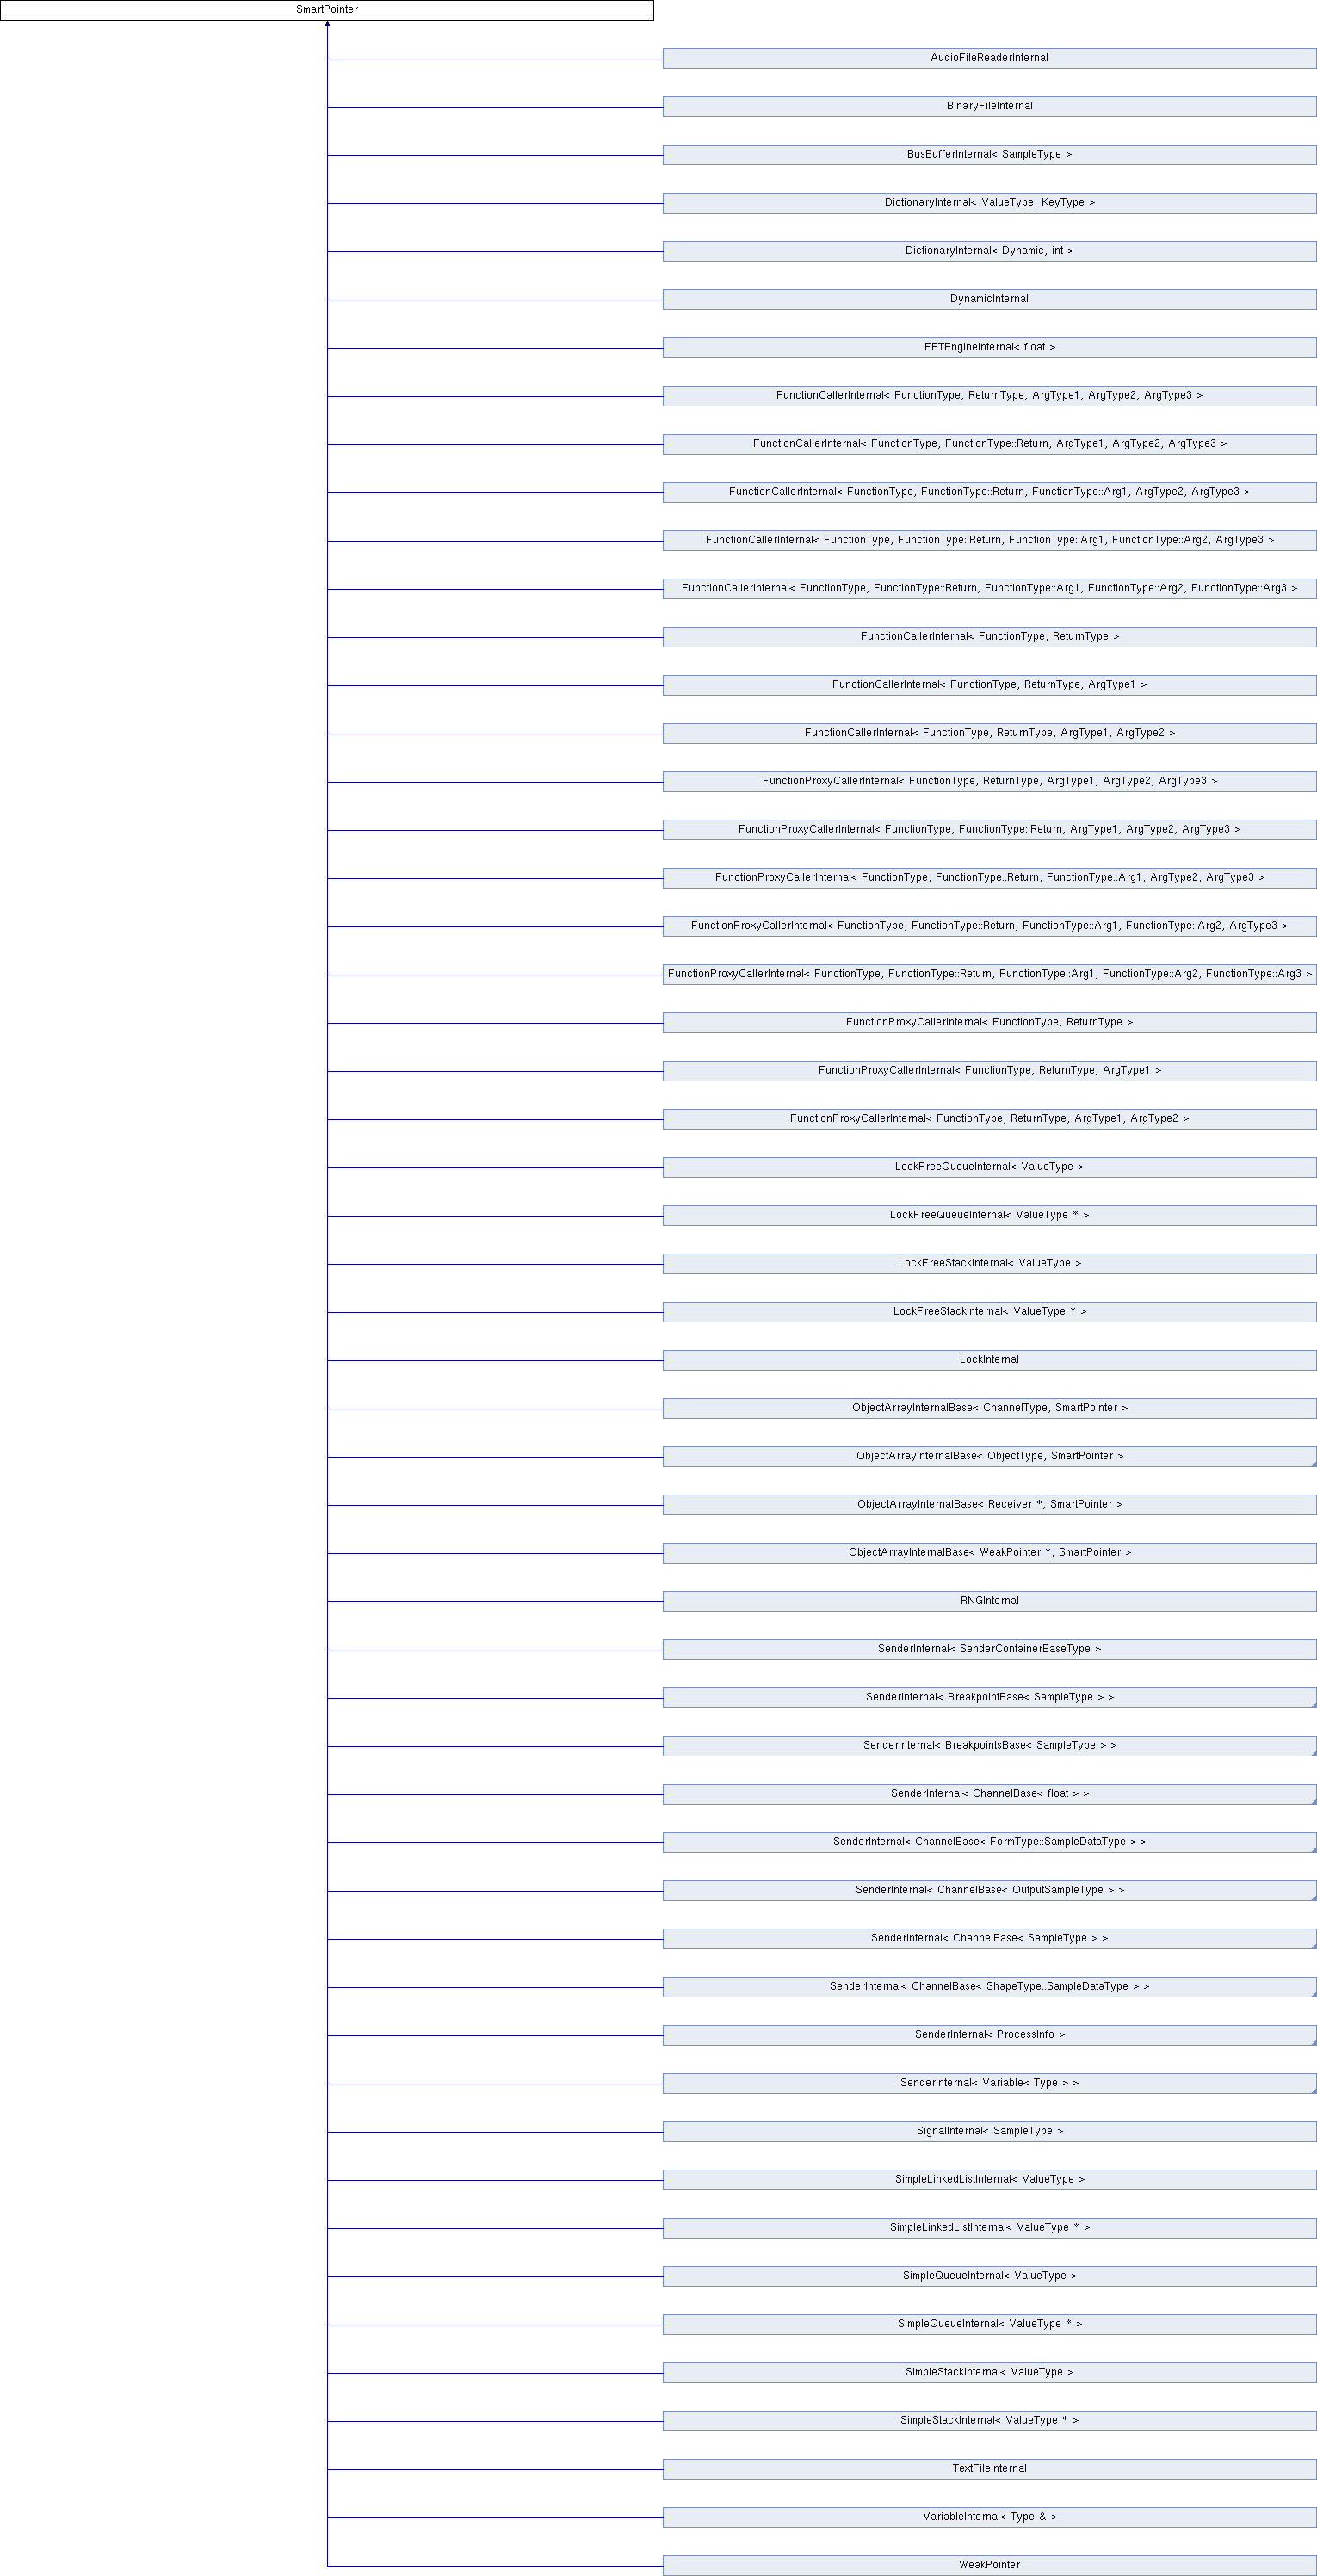 SmartPointer
AudioFileReaderInternal
BinaryFileInternal
BusBufferInternal< SampleType >
DictionaryInternal< ValueType, KeyType >
DictionaryInternal< Dynamic, int >
DynamicInternal
FFTEngineInternal< float >
FunctionCallerInternal< FunctionType, ReturnType, ArgType1, ArgType2, ArgType3 >
FunctionCallerInternal< FunctionType, FunctionType::Return, ArgType1, ArgType2, ArgType3 >
FunctionCallerInternal< FunctionType, FunctionType::Return, FunctionType::Arg1, ArgType2, ArgType3 >
FunctionCallerInternal< FunctionType, FunctionType::Return, FunctionType::Arg1, FunctionType::Arg2, ArgType3 >
FunctionCallerInternal< FunctionType, FunctionType::Return, FunctionType::Arg1, FunctionType::Arg2, FunctionType::Arg3 >
FunctionCallerInternal< FunctionType, ReturnType >
FunctionCallerInternal< FunctionType, ReturnType, ArgType1 >
FunctionCallerInternal< FunctionType, ReturnType, ArgType1, ArgType2 >
FunctionProxyCallerInternal< FunctionType, ReturnType, ArgType1, ArgType2, ArgType3 >
FunctionProxyCallerInternal< FunctionType, FunctionType::Return, ArgType1, ArgType2, ArgType3 >
FunctionProxyCallerInternal< FunctionType, FunctionType::Return, FunctionType::Arg1, ArgType2, ArgType3 >
FunctionProxyCallerInternal< FunctionType, FunctionType::Return, FunctionType::Arg1, FunctionType::Arg2, ArgType3 >
FunctionProxyCallerInternal< FunctionType, FunctionType::Return, FunctionType::Arg1, FunctionType::Arg2, FunctionType::Arg3 >
FunctionProxyCallerInternal< FunctionType, ReturnType >
FunctionProxyCallerInternal< FunctionType, ReturnType, ArgType1 >
FunctionProxyCallerInternal< FunctionType, ReturnType, ArgType1, ArgType2 >
LockFreeQueueInternal< ValueType >
LockFreeQueueInternal< ValueType * >
LockFreeStackInternal< ValueType >
LockFreeStackInternal< ValueType * >
LockInternal
ObjectArrayInternalBase< ChannelType, SmartPointer >
ObjectArrayInternalBase< ObjectType, SmartPointer >
ObjectArrayInternalBase< Receiver *, SmartPointer >
ObjectArrayInternalBase< WeakPointer *, SmartPointer >
RNGInternal
SenderInternal< SenderContainerBaseType >
SenderInternal< BreakpointBase< SampleType > >
SenderInternal< BreakpointsBase< SampleType > >
SenderInternal< ChannelBase< float > >
SenderInternal< ChannelBase< FormType::SampleDataType > >
SenderInternal< ChannelBase< OutputSampleType > >
SenderInternal< ChannelBase< SampleType > >
SenderInternal< ChannelBase< ShapeType::SampleDataType > >
SenderInternal< ProcessInfo >
SenderInternal< Variable< Type > >
SignalInternal< SampleType >
SimpleLinkedListInternal< ValueType >
SimpleLinkedListInternal< ValueType * >
SimpleQueueInternal< ValueType >
SimpleQueueInternal< ValueType * >
SimpleStackInternal< ValueType >
SimpleStackInternal< ValueType * >
TextFileInternal
VariableInternal< Type & >
WeakPointer